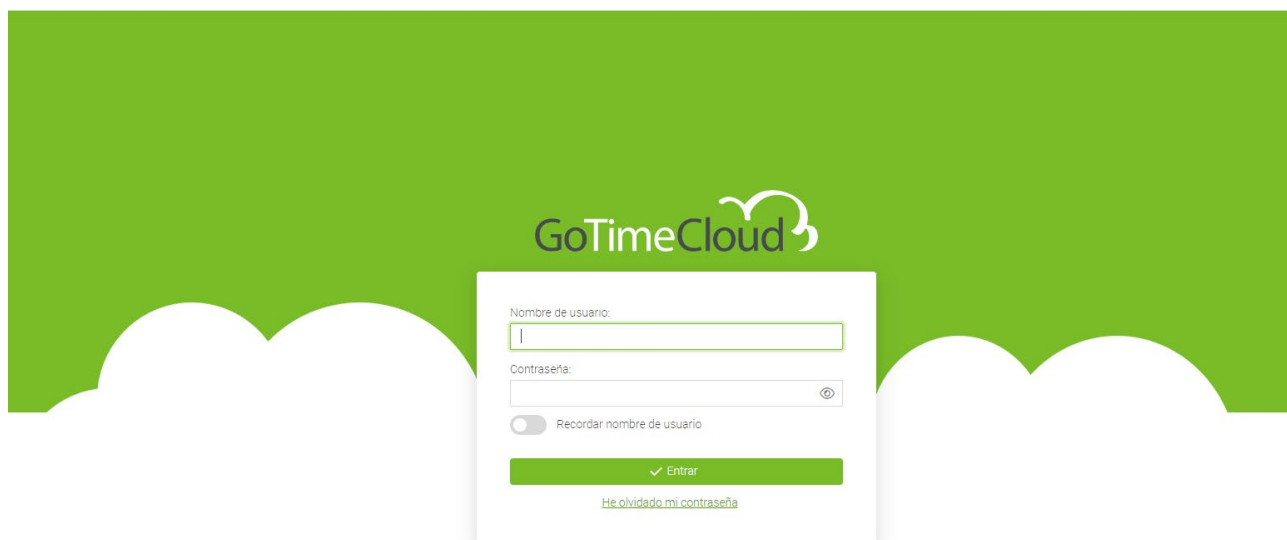 GoTimeCloud
Nombre de usuario:
Contraseña:
Recordar nombre de usuario
Entrar
He olvidado mi contraseña